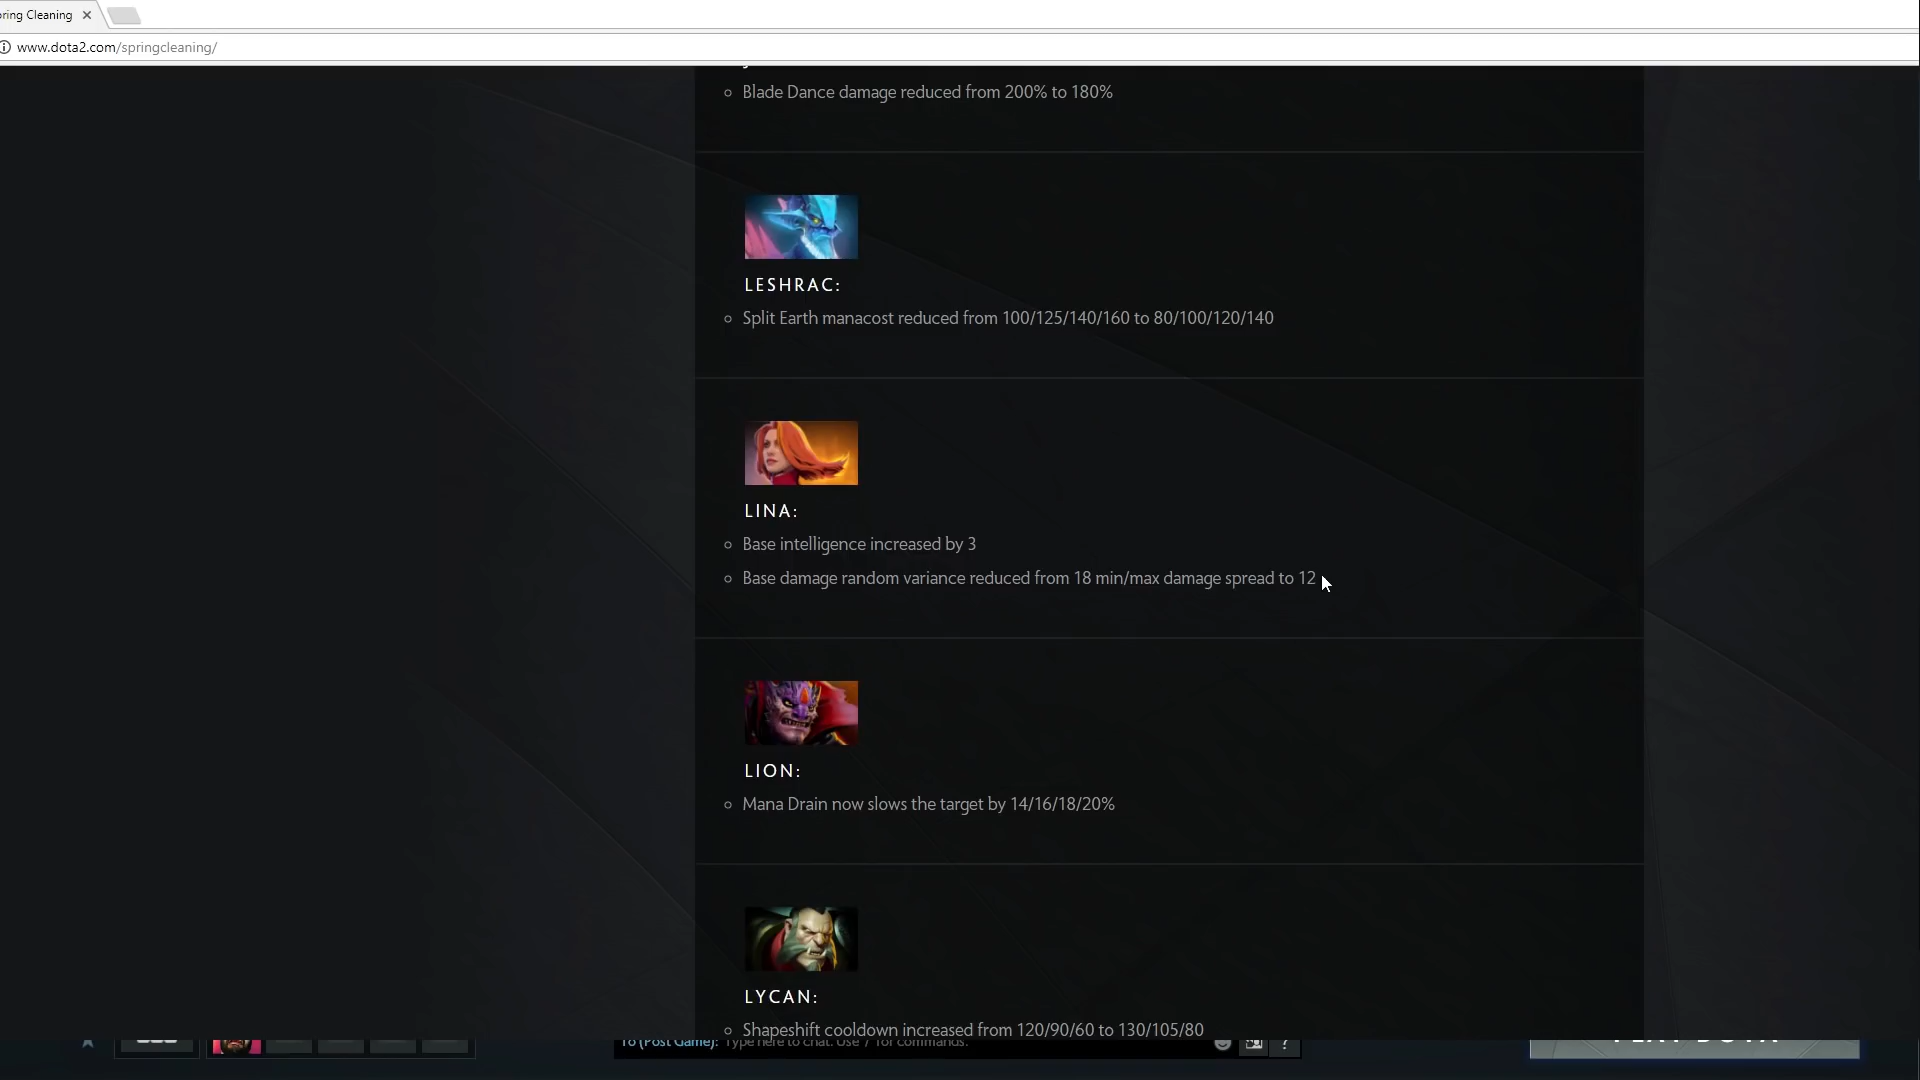 ring Cleaning
www.dota2.com/springcleaning/
Blade Dance damage reduced from 200% to 180%
LESHRAC:
Split Earth manacost reduced from 100/125/140/160 to 80/100/120/140
LINA:
Base intelligence increased by 3
Base damage random variance reduced from 18 min/max damage spread to 12
LION:
Mana Drain now slows the target by 14/16/18/20%
LYCAN:
Shapeshift cooldown increased from 120/90/60 to 130/105/80
To (Post Game): Type here to chat. Use '/' for commands.
?
PLAY DOTA